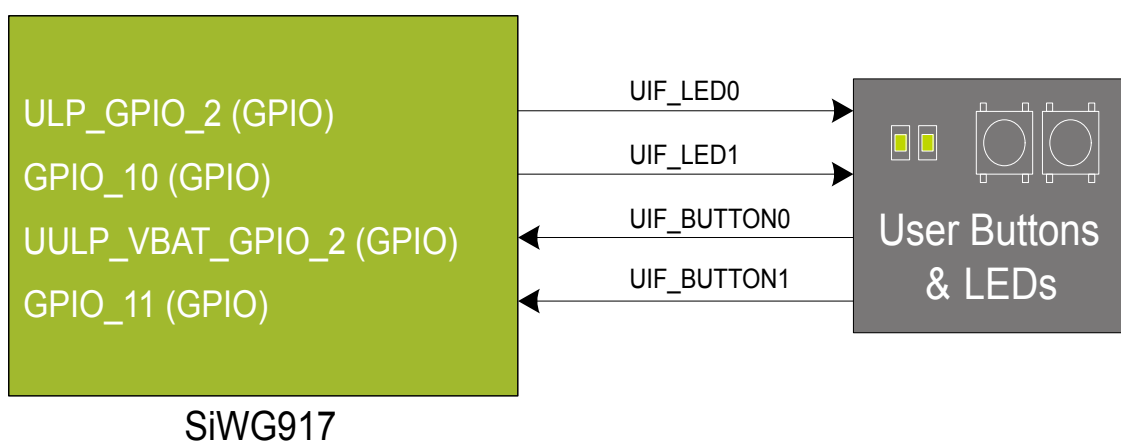 ULP_GPIO_2 (GPIO)
GPIO_10 (GPIO)
UULP_VBAT_GPIO_2 (GPIO)
GPIO_11 (GPIO)
SiWG917
UIF_LED0
UIF_LED1
UIF_BUTTON0
UIF_BUTTON1
User Buttons
& LEDs